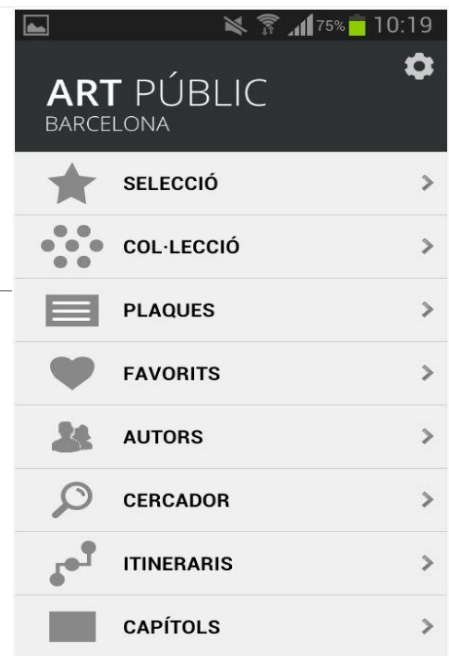 75% 10:19
ART PÚBLIC
BARCELONA
SELECCIÓ
COL·LECCIÓ
PLAQUES
FAVORITS
AUTORS
CERCADOR
ITINERARIS
CAPÍTOLS